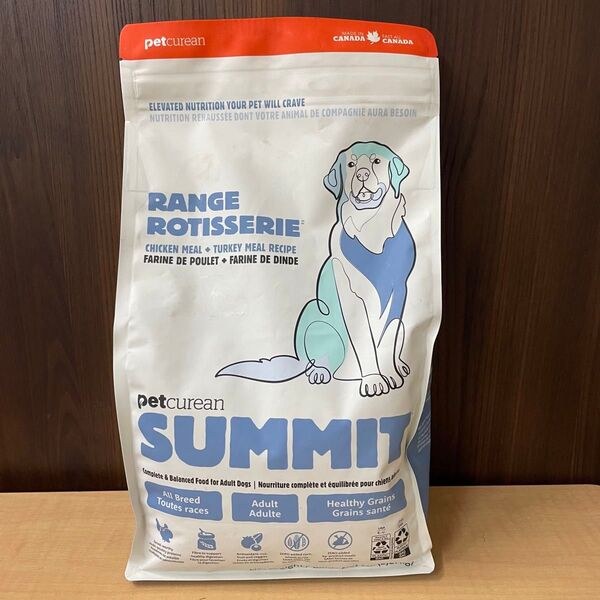 petcurean
MADE IN CANADA FAIT AU CANADA
ELEVATED NUTRITION YOUR PET WILL CRAVE
NUTRITION REHAUSSÉE DONT VOTRE ANIMAL DE COMPAGNIE AURA BESOIN
RANGE
ROTISSERIE
CHICKEN MEAL + TURKEY MEAL RECIPE
FARINE DE POULET + FARINE DE DINDE
petcurean
SUMMIT
Complete & Balanced Food for Adult Dogs | Nourriture complète et équilibrée pour chiens
All Breed
Toutes races
Adult
Adulte
Healthy Grains
Grains santé